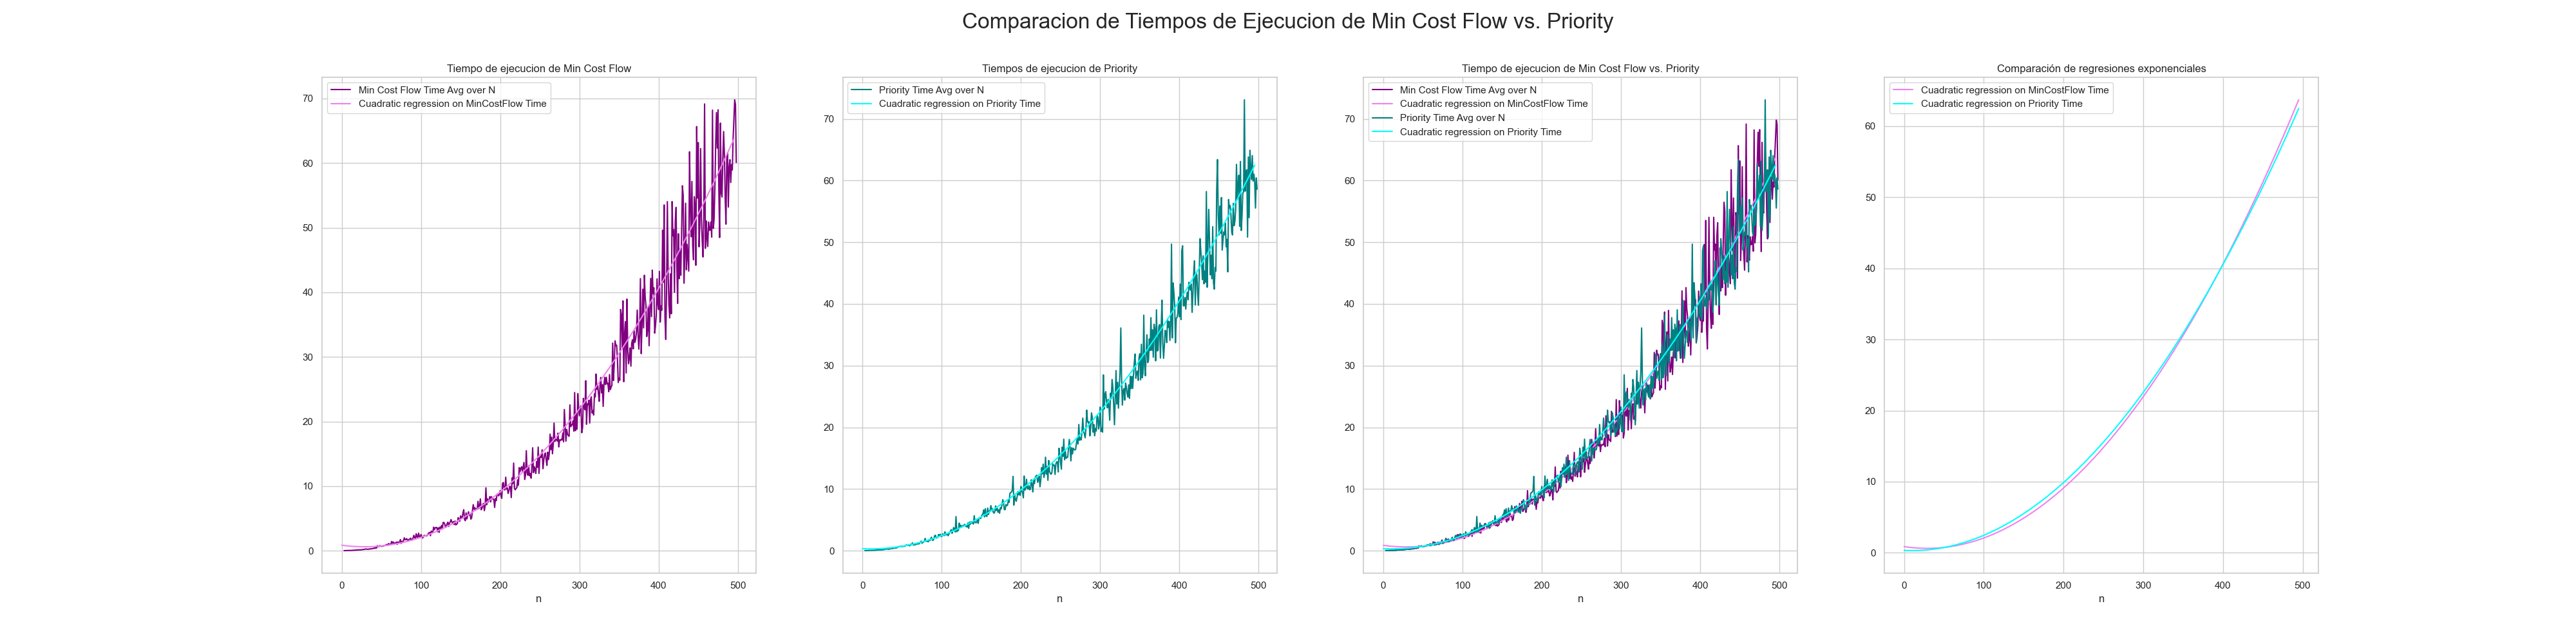 Comparacion de Tiempos de Ejecucion de Min Cost Flow vs. Priority
Tiempo de ejecucion de Min Cost Flow
Min Cost Flow Time Avg over N
Cuadratic regression on MinCostFlow Time
70
60
50
40
30
20
10
0
0 100 200 300 400 500
n
Tiempos de ejecucion de Priority
Priority Time Avg over N
Cuadratic regression on Priority Time
70
60
50
40
30
20
10
0
0 100 200 300 400 500
n
Tiempo de ejecucion de Min Cost Flow vs. Priority
Min Cost Flow Time Avg over N
Cuadratic regression on MinCostFlow Time
Priority Time Avg over N
Cuadratic regression on Priority Time
70
60
50
40
30
20
10
0
0 100 200 300 400 500
n
Comparación de regresiones exponenciales
Cuadratic regression on MinCostFlow Time
Cuadratic regression on Priority Time
60
50
40
30
20
10
0
0 100 200 300 400 500
n